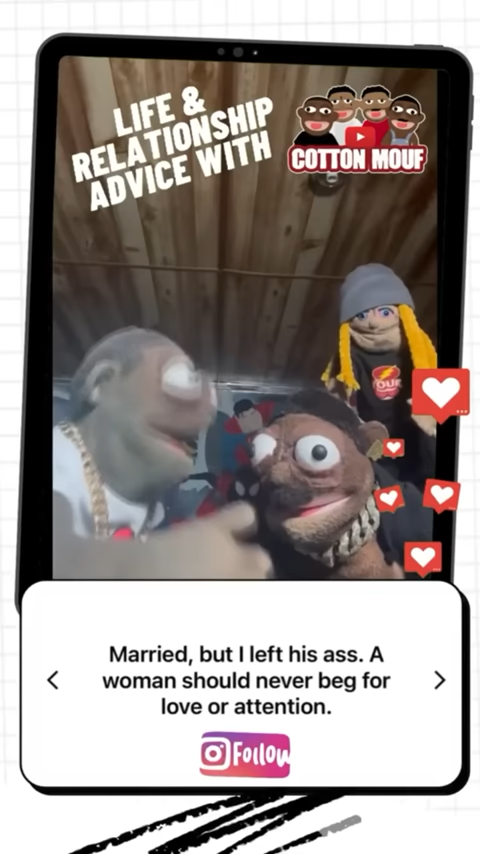 LIFE &
RELATIONSHIP
ADVICE WITH
COTTON MOUF
Married, but I left his ass. A
woman should never beg for
love or attention.
Follow